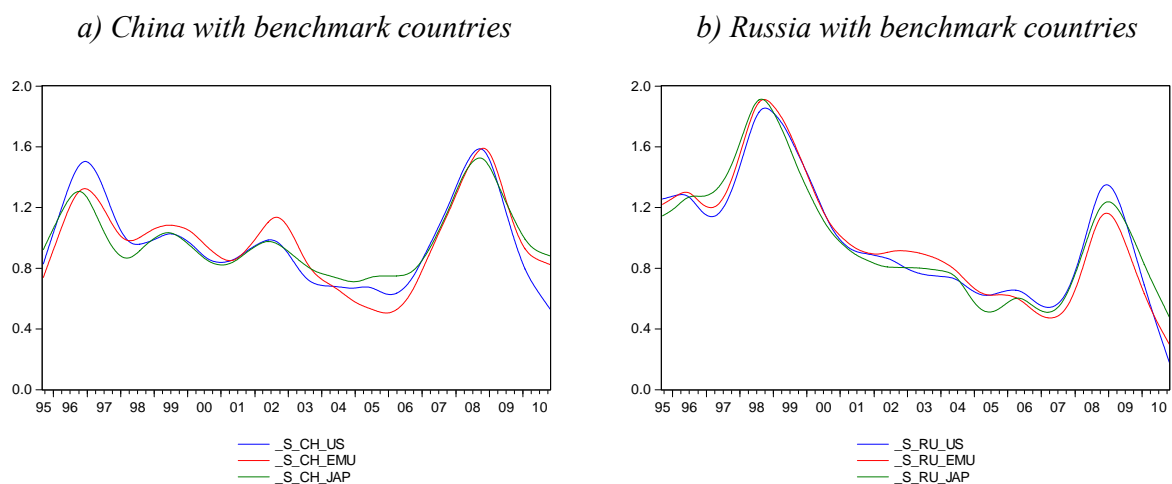 a) China with benchmark countries
2.0
1.6
1.2
0.8
0.4
0.0
95 96 97 98 99 00 01 02 03 04 05 06 07 08 09 10
_S_CH_US
_S_CH_EMU
_S_CH_JAP
b) Russia with benchmark countries
2.0
1.6
1.2
0.8
0.4
0.0
95 96 97 98 99 00 01 02 03 04 05 06 07 08 09 10
_S_RU_US
_S_RU_EMU
_S_RU_JAP